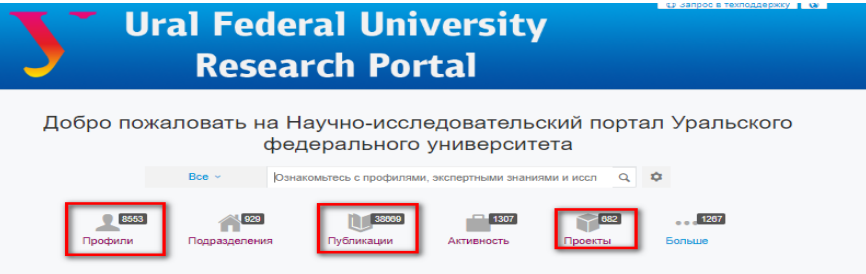 Запрос в техподдержку
Ural Federal University
Research Portal
Добро пожаловать на Научно-исследовательский портал Уральского
федерального университета
Все
Ознакомьтесь с профилями, экспертными знаниями и иссл
8553 929 38669 1307 682 1267
Профили Подразделения Публикации Активность Проекты Больше